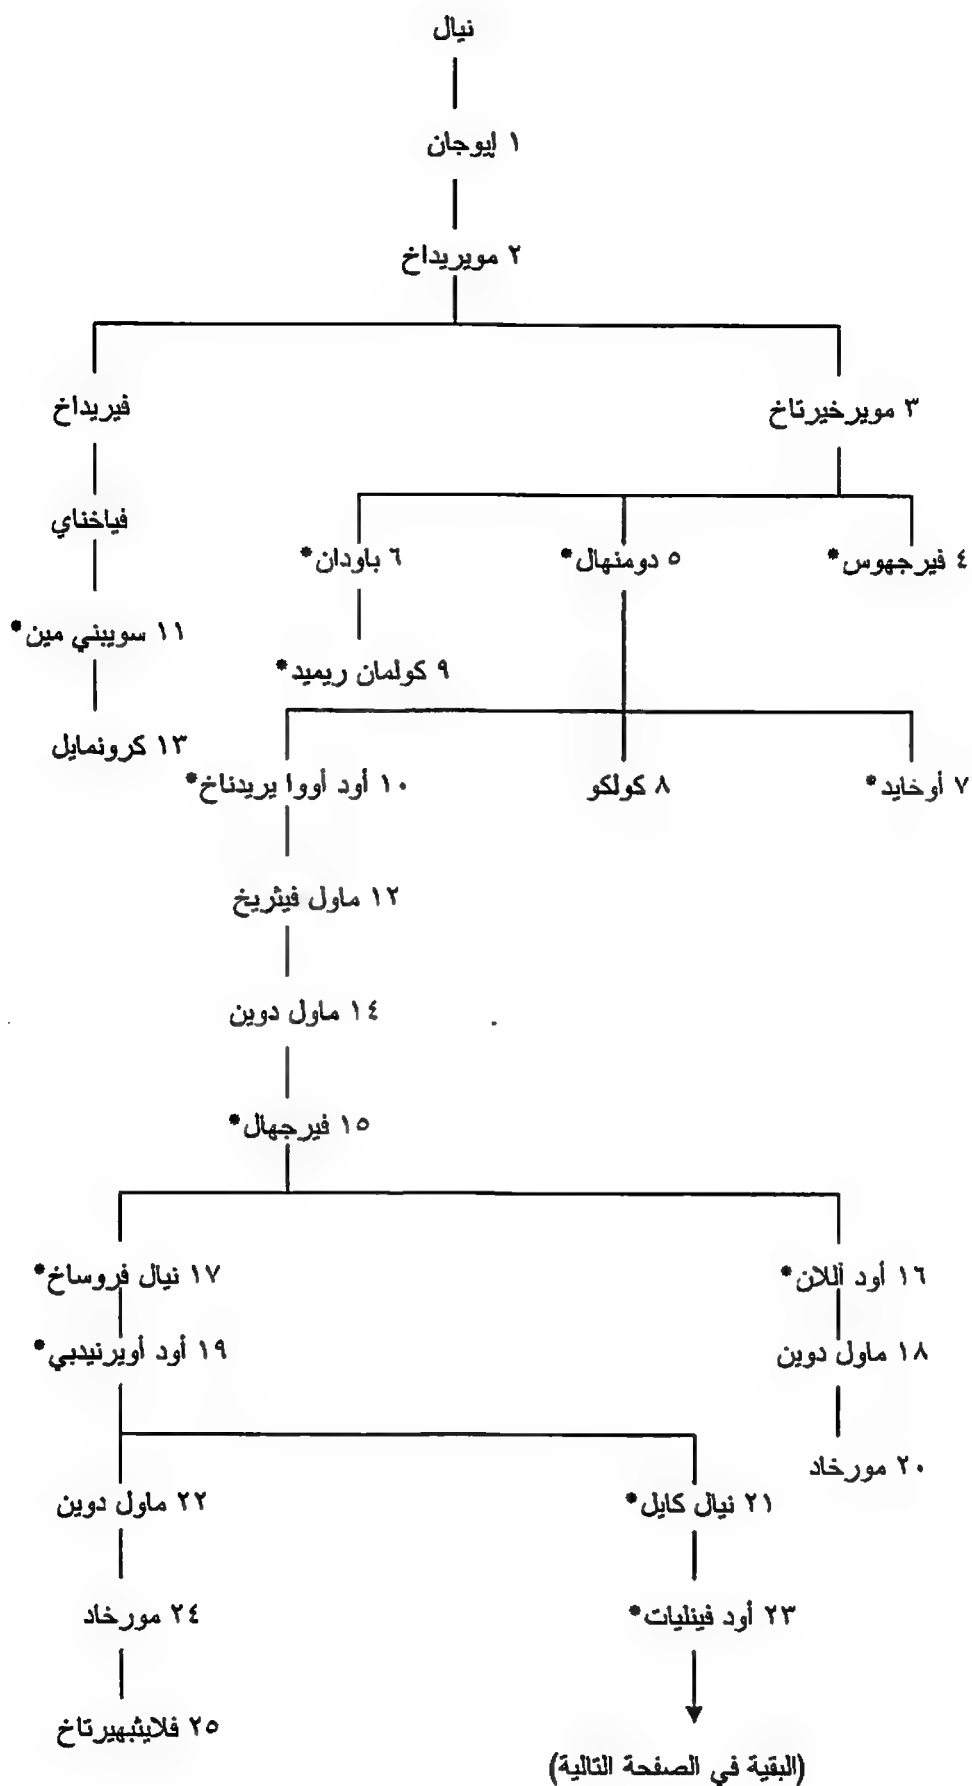 نيال
١ إيوجان
٢ مويريداخ
٣ مويرخيرتاخ
فيريداخ
٤ فيرجهوس*
٥ دومنهال*
٦ باودان*
فياخناي
١١ سويبني مين*
٩ كولمان ريميد*
٧ أوخايد*
٨ كولكو
١٠ أود أووا يريدناخ*
١٣ كرونمايل
١٢ ماول فيثريخ
١٤ ماول دوين
١٥ فيرجهال*
١٦ أود آللان*
١٧ نيال فروساخ*
١٨ ماول دوين
١٩ أود أويرنيدبي*
٢٠ مورخاد
٢١ نيال كايل*
٢٢ ماول دوين
٢٣ أود فينليات*
٢٤ مورخاد
٢٥ فلايثبهيرتاخ
(البقية في الصفحة التالية)